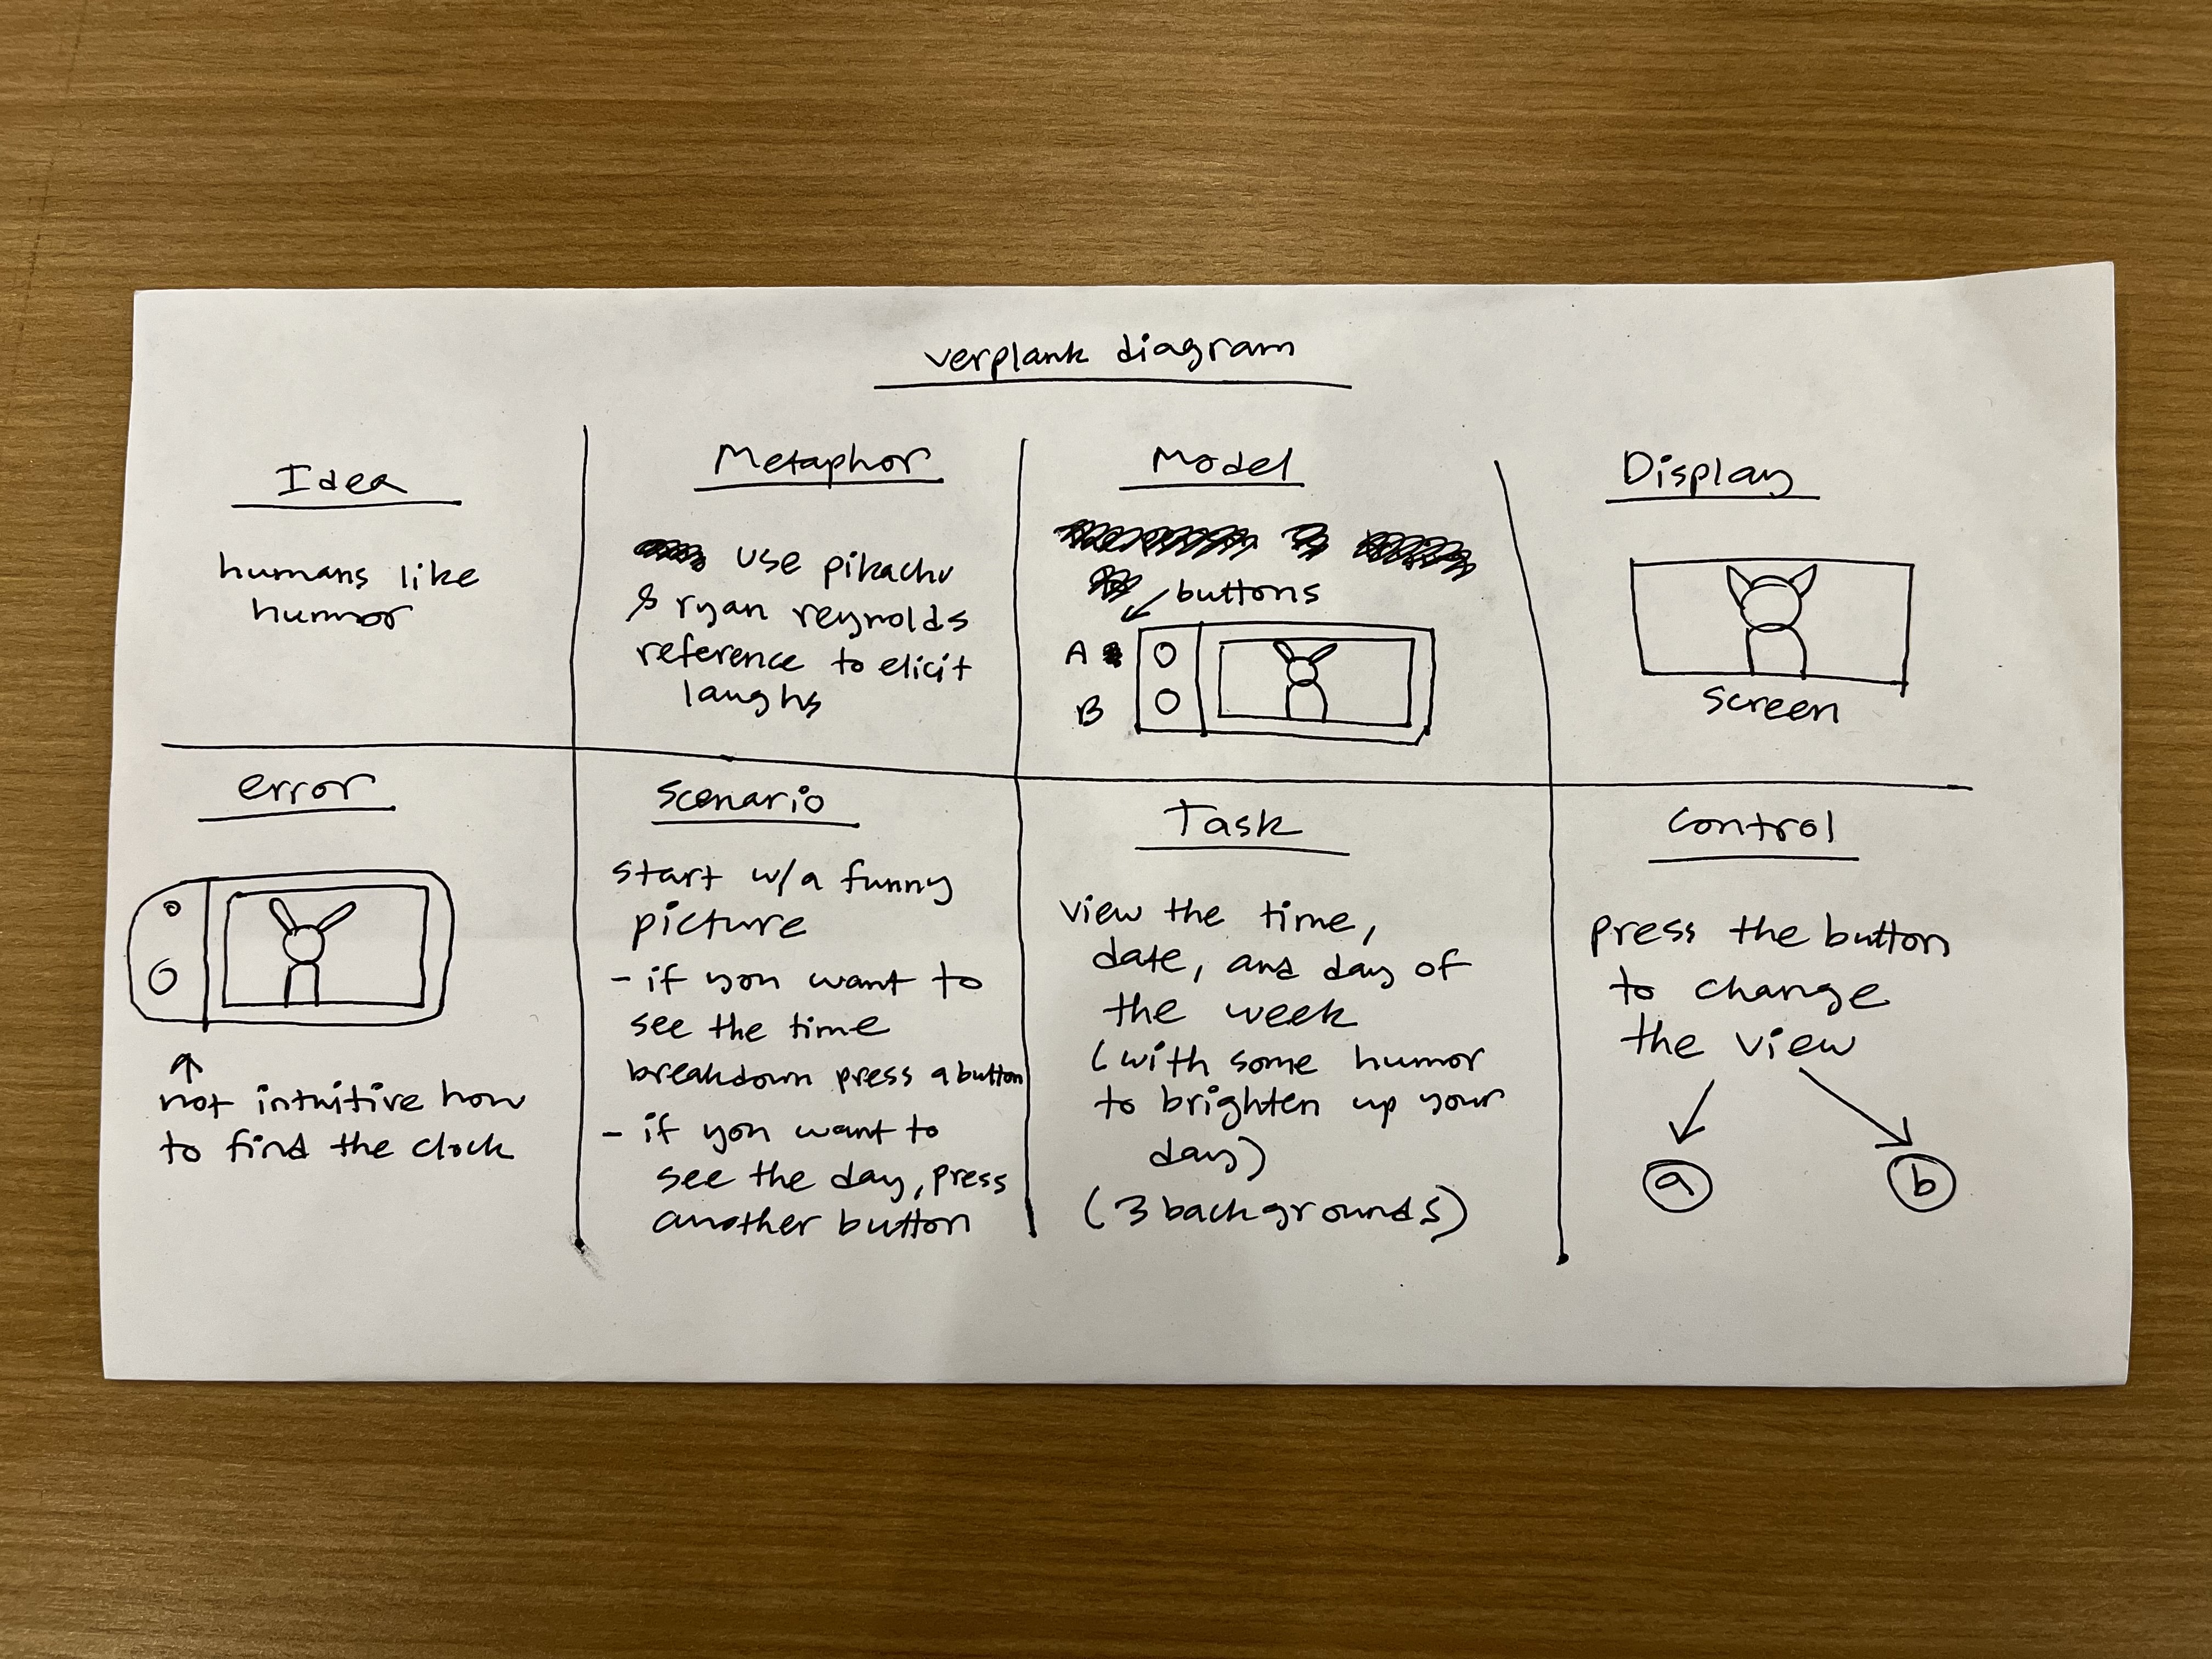 verplank diagram
Idea
humans like
humor
Metaphor
use pikachu
& ryan reynolds
reference to elicit
laughs
Model
buttons
A
B
Display
screen
error
not intuitive how
to find the clock
Scenario
start w/a funny
picture
- if you want to
see the time
breakdown press a button
- if you want to
see the day, press
another button
Task
view the time,
date, and day of
the week
(with some humor
to brighten up your
day)
(3 backgrounds)
control
press the button
to change
the view
a
b